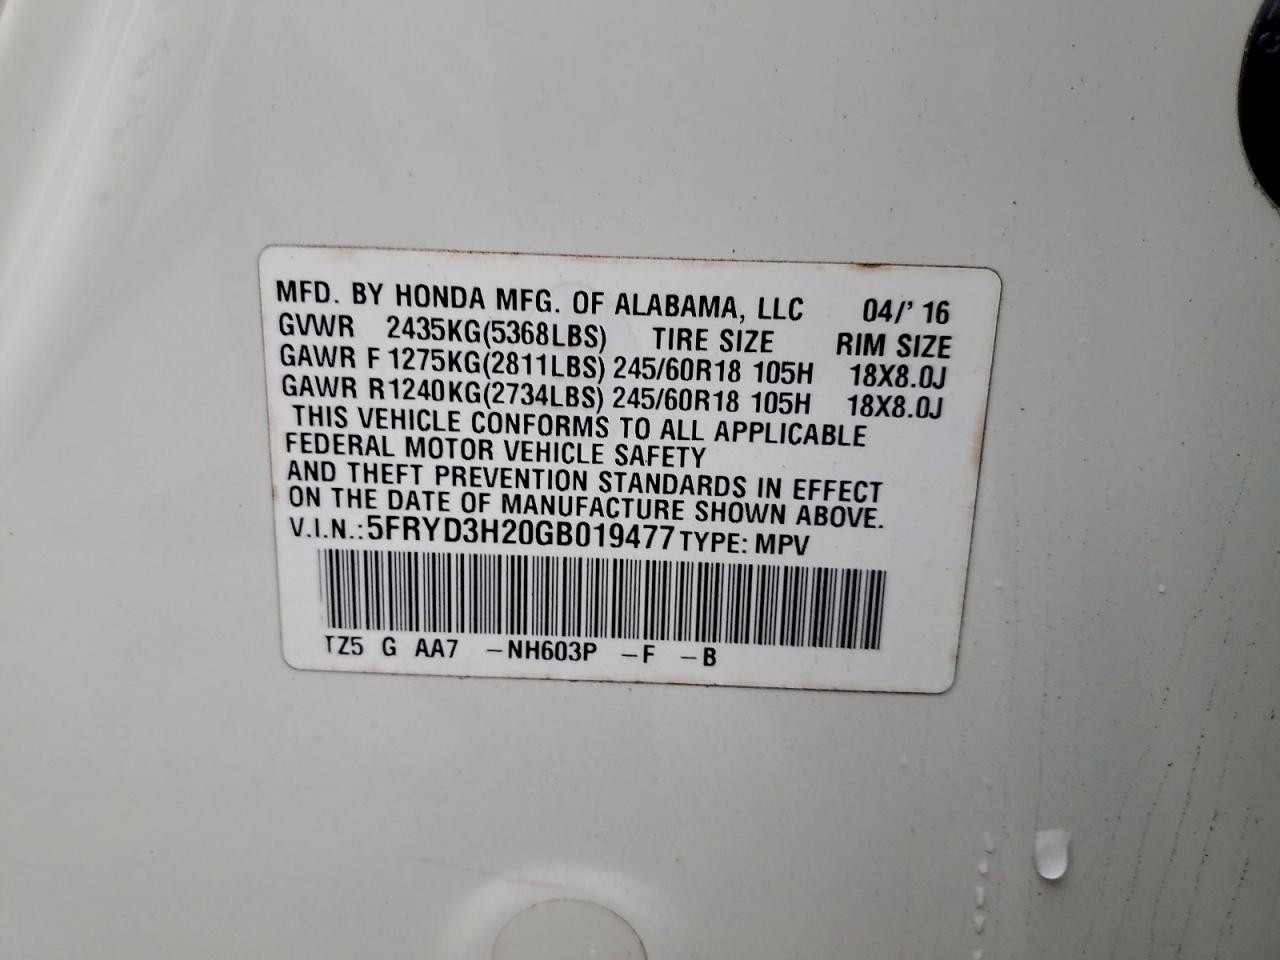 MFD. BY HONDA MFG. OF ALABAMA, LLC 04/'16
GVWR 2435KG(5368LBS) TIRE SIZE RIM SIZE
GAWR F 1275KG(2811LBS) 245/60R18 105H 18X8.0J
GAWR R1240KG(2734LBS) 245/60R18 105H 18X8.0J
THIS VEHICLE CONFORMS TO ALL APPLICABLE
FEDERAL MOTOR VEHICLE SAFETY
AND THEFT PREVENTION STANDARDS IN EFFECT
ON THE DATE OF MANUFACTURE SHOWN ABOVE.
V.I.N.:5FRYD3H20GB019477 TYPE: MPV
TZ5 G AA7 -NH603P -F -B